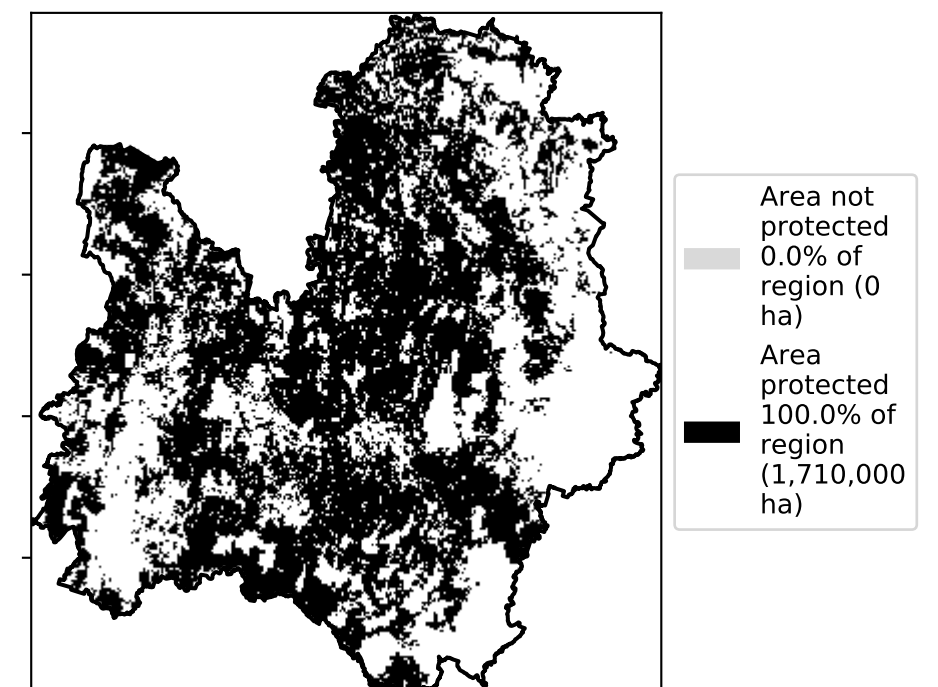 Area not
protected
0.0% of
region (0
ha)
Area
protected
100.0% of
region
(1,710,000
ha)